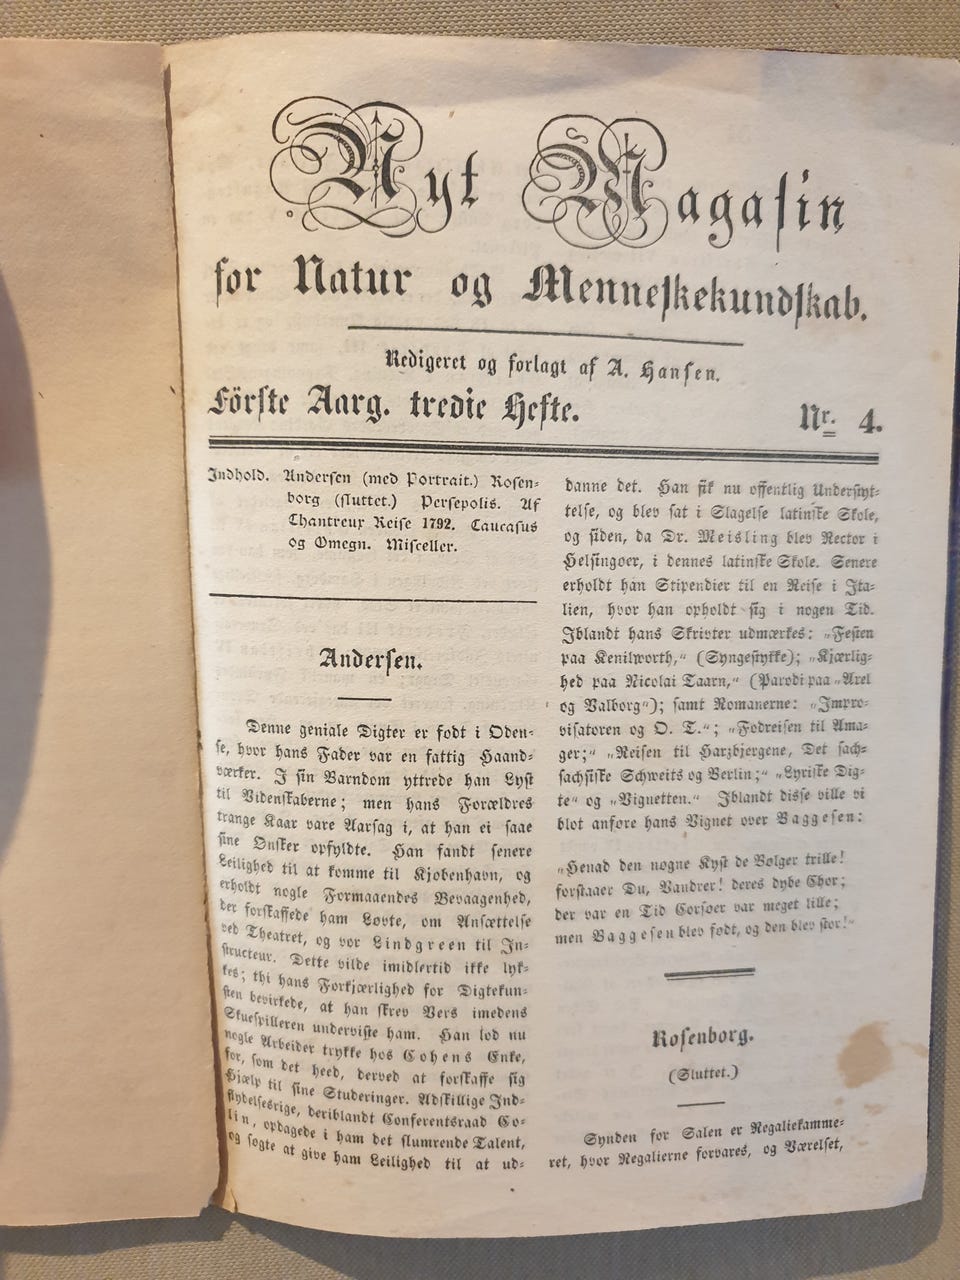 Nyt Magasin
for Natur og Menneskekundskab.
Redigeret og forlagt af A. Hansen.
Förste Aarg. tredie Hefte.
Nr. 4.
Indhold. Andersen (med Portrait.) Rosen-
borg (sluttet.) Persepolis. Af
Chantreux Reise 1792. Caucasus
og Omegn. Misceller.
Andersen.
Denne geniale Digter er født i Oden-
se, hvor hans Fader var en fattig Haand-
værker. I sin Barndom yttrede han Lyst
til Videnskaberne; men hans Forældres
trange Kaar vare Aarsag i, at han ei saae
sine Ønsker opfyldte. Han fandt senere
Leilighed til at komme til Kjøbenhavn, og
erholdt nogle Formaaendes Bevaagenhed,
der forskaffede ham Løvte, om Ansættelse
ved Theatret, og vor Lindgreen til In-
structeur. Dette vilde imidlertid ikke lyk-
kes; thi hans Forkjærlighed for Digtekun-
sten bevirkede, at han skrev Vers imedens
Skuespilleren underviste ham. Han lod nu
nogle Arbeider trykke hos Cohens Enke,
for, som det heed, derved at forskaffe sig
Hjælp til sine Studeringer. Adskillige Ind-
flydelsesrige, deriblandt Conferentsraad Co-
lin, opdagede i ham det slumrende Talent,
og søgte at give ham Leilighed til at ud-
danne det. Han fik nu offentlig Understyt-
telse, og blev sat i Slagelse latinske Skole,
og siden, da Dr. Meisling blev Rector i
Helsingøer, i dennes latinske Skole. Senere
erholdt han Stipendier til en Reise i Ita-
lien, hvor han opholdt sig i nogen Tid.
Iblandt hans Skrivter udmærkes: „Festen
paa Kenilworth,“ (Syngestykke); „Kjærlig-
hed paa Nicolai Taarn,“ (Parodi paa „Axel
og Valborg“); samt Romanerne: „Impro-
visatoren og O. T.“; „Fodreisen til Ama-
ger;“ „Reisen til Harzbjergene, Det sach-
sachsiske Schweits og Berlin;“ „Lyriske Dig-
te“ og „Vignetten.“ Iblandt disse ville vi
blot anføre hans Vignet over Baggesen:
„Henad den nøgne Kyst de Bølger trille!
forstaaer Du, Vandrer! deres dybe Chor;
der var en Tid Corsøer var meget lille;
men Baggesen blev født, og den blev stor!“
Rosenborg.
(Sluttet.)
Synden for Salen er Regaliekamme-
ret, hvor Regalierne forvares, og Værelset,